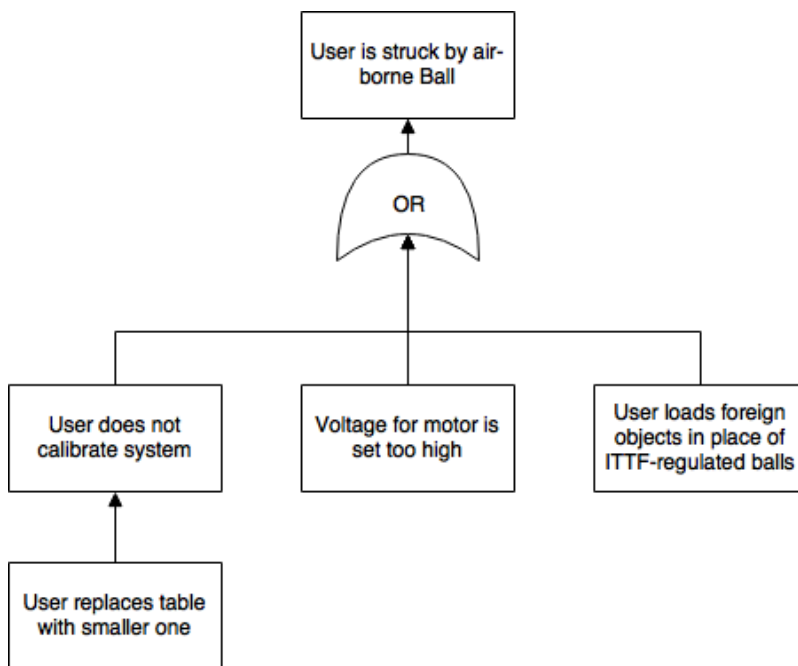 User is struck by air-
borne Ball
OR
User does not
calibrate system
Voltage for motor is
set too high
User loads foreign
objects in place of
ITTF-regulated balls
User replaces table
with smaller one